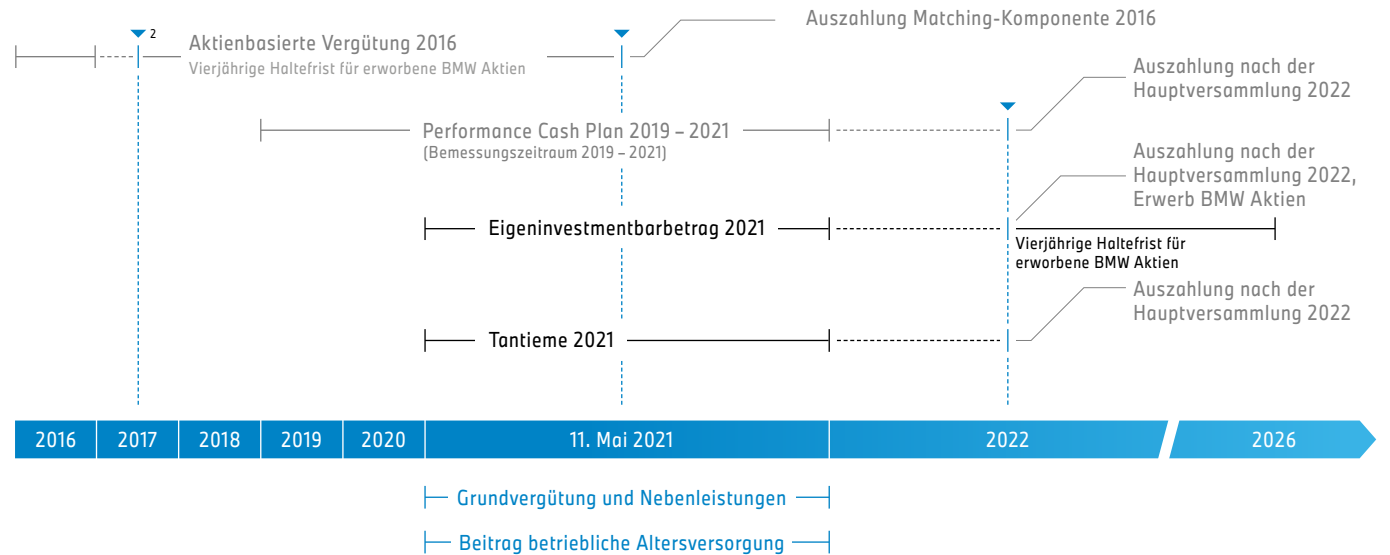 Auszahlung Matching-Komponente 2016
2
Aktienbasierte Vergütung 2016
Vierjährige Haltefrist für erworbene BMW Aktien
Auszahlung nach der
Hauptversammlung 2022
Performance Cash Plan 2019 – 2021
(Bemessungszeitraum 2019 – 2021)
Auszahlung nach der
Hauptversammlung 2022,
Erwerb BMW Aktien
Eigeninvestmentbarbetrag 2021
Vierjährige Haltefrist für
erworbene BMW Aktien
Auszahlung nach der
Hauptversammlung 2022
Tantieme 2021
2016 2017 2018 2019 2020 11. Mai 2021 2022 2026
Grundvergütung und Nebenleistungen
Beitrag betriebliche Altersversorgung